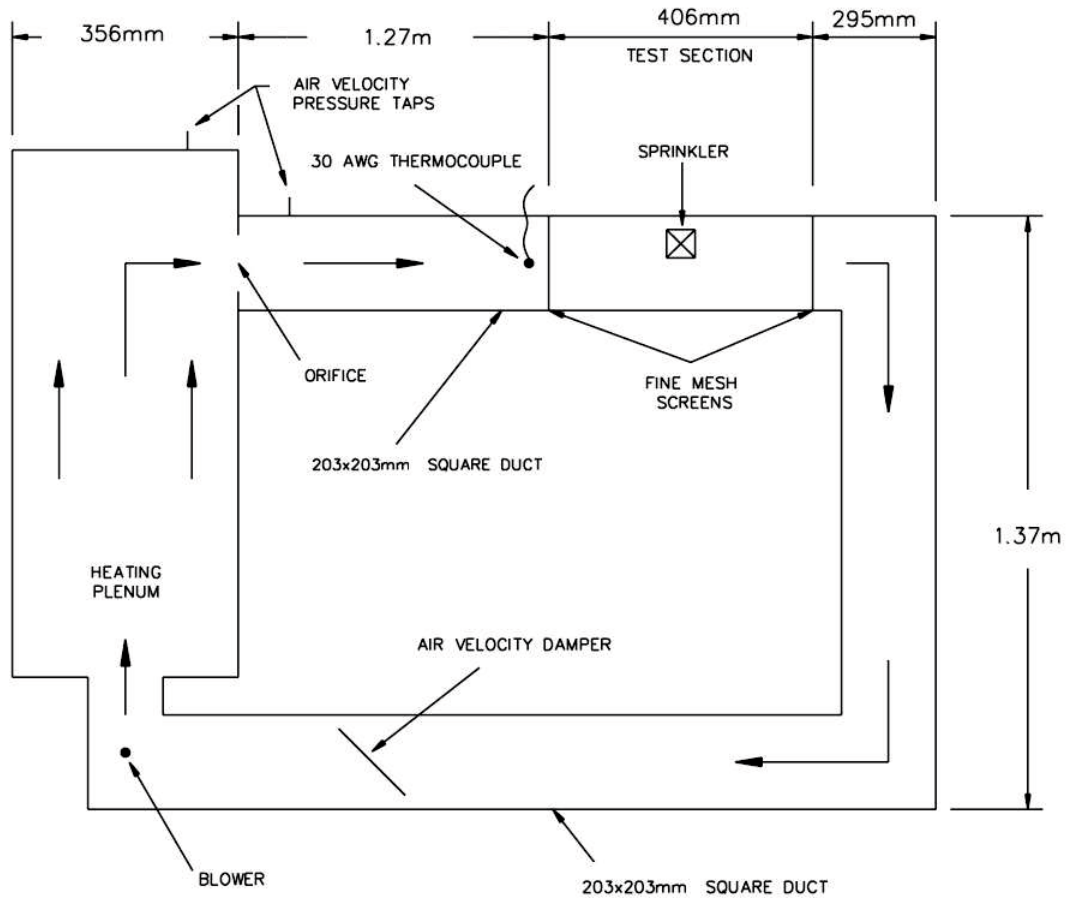 356mm
1.27m
406mm
295mm
TEST SECTION
AIR VELOCITY
PRESSURE TAPS
30 AWG THERMOCOUPLE
SPRINKLER
ORIFICE
FINE MESH
SCREENS
203x203mm SQUARE DUCT
1.37m
HEATING
PLENUM
AIR VELOCITY DAMPER
BLOWER
203x203mm SQUARE DUCT